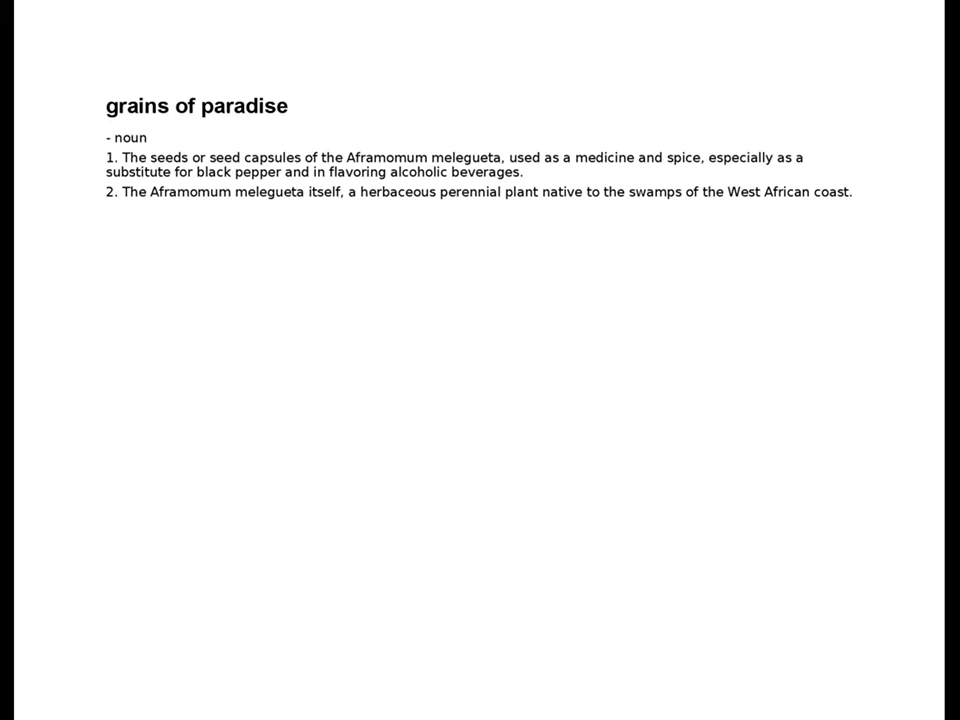 grains of paradise
- noun
1. The seeds or seed capsules of the Aframomum melegueta, used as a medicine and spice, especially as a
substitute for black pepper and in flavoring alcoholic beverages.
2. The Aframomum melegueta itself, a herbaceous perennial plant native to the swamps of the West African coast.